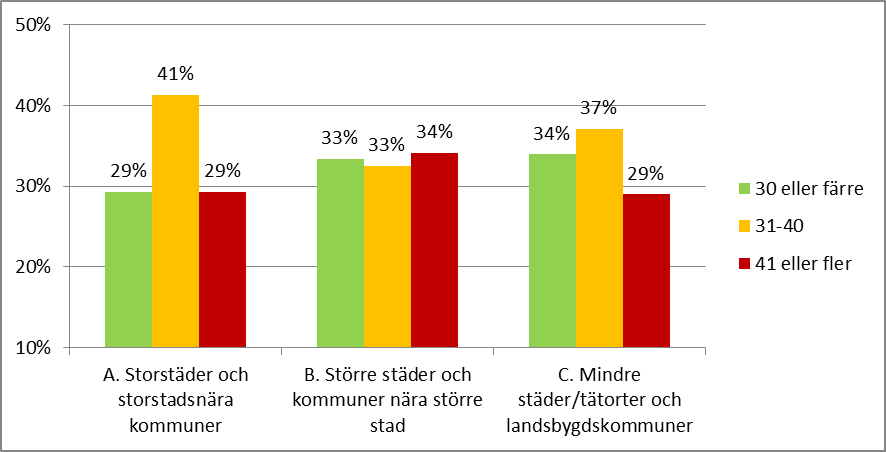 50%
40%
30%
20%
10%
29%
41%
29%
33%
33%
34%
34%
37%
29%
30 eller färre
31-40
41 eller fler
A. Storstäder och
storstadsnära
kommuner
B. Större städer och
kommuner nära större
stad
C. Mindre
städer/tätorter och
landsbygdskommuner